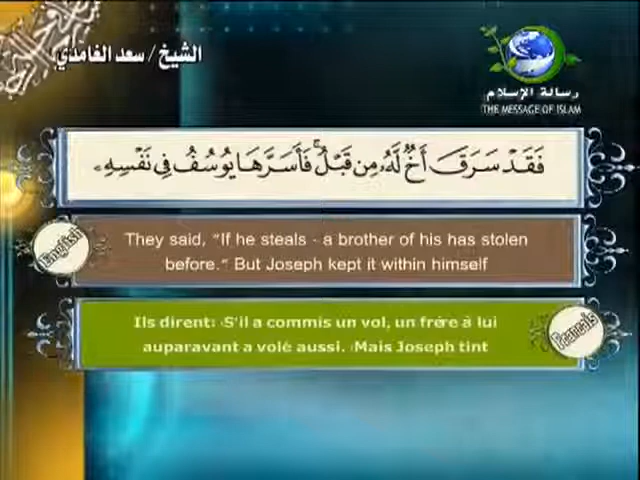 الشيخ / سعد الغامدي
رسالة الإسلام
THE MESSAGE OF ISLAM
فَقَدْ سَرَقَ أَخٌ لَّهُ مِن قَبْلُ ۚ فَأَسَرَّهَا يُوسُفُ فِي نَفْسِهِ
English
They said, "If he steals - a brother of his has stolen
before." But Joseph kept it within himself
Français
Ils dirent: ‹S'il a commis un vol, un frère à lui
auparavant a volé aussi. ›Mais Joseph tint